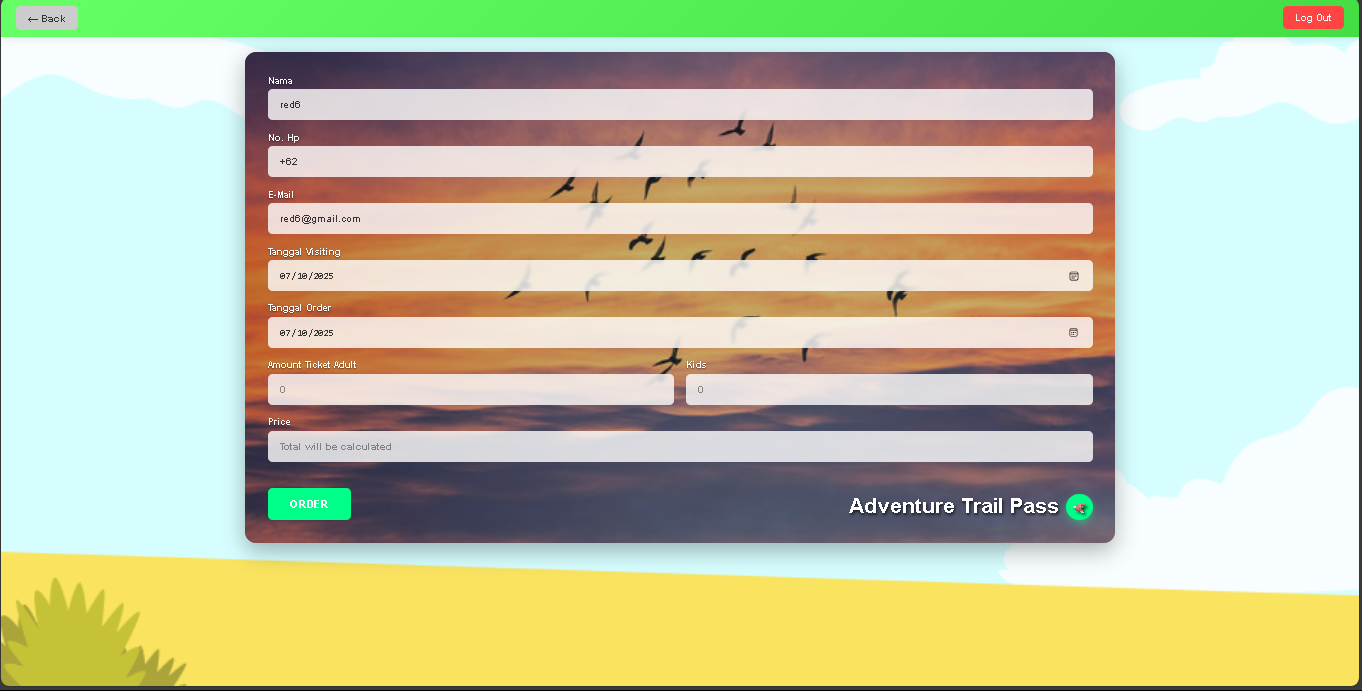 ← Back
Log Out
Nama
red6
No. Hp
+62
E-Mail
red6@gmail.com
Tanggal Visiting
07/10/2025
Tanggal Order
07/10/2025
Amount Ticket Adult
Kids
0
0
Price
Total will be calculated
ORDER
Adventure Trail Pass